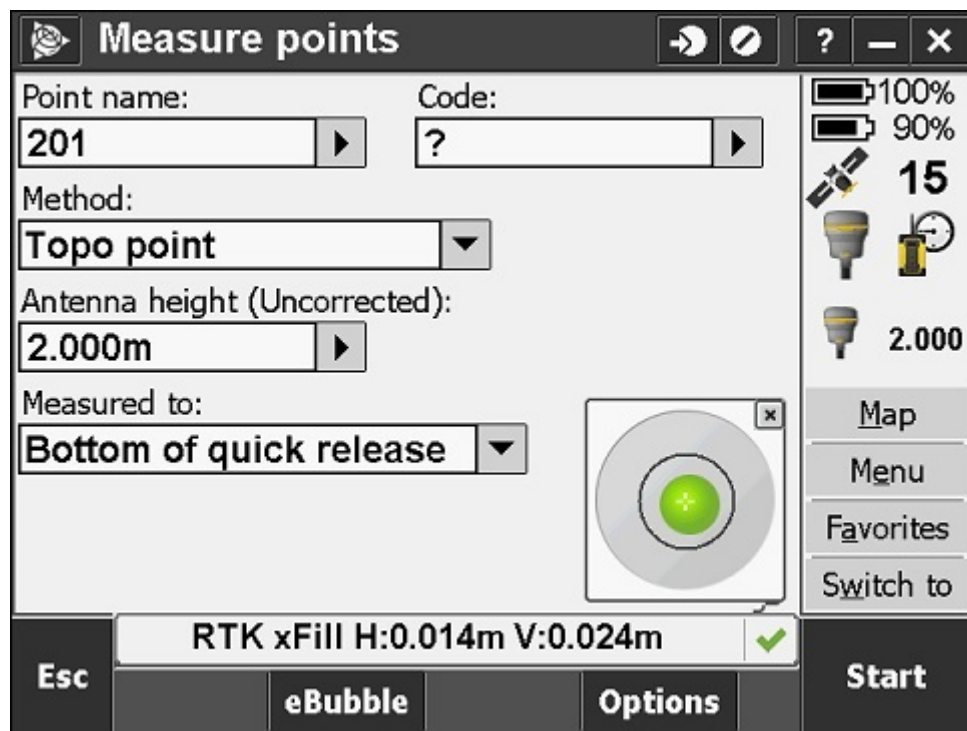 Measure points
? – ×
Point name:
Code:
201
?
Method:
Topo point
Antenna height (Uncorrected):
2.000m
Measured to:
Bottom of quick release
100%
90%
15
2.000
Map
Menu
Favorites
Switch to
RTK xFill H:0.014m V:0.024m
Esc
eBubble
Options
Start